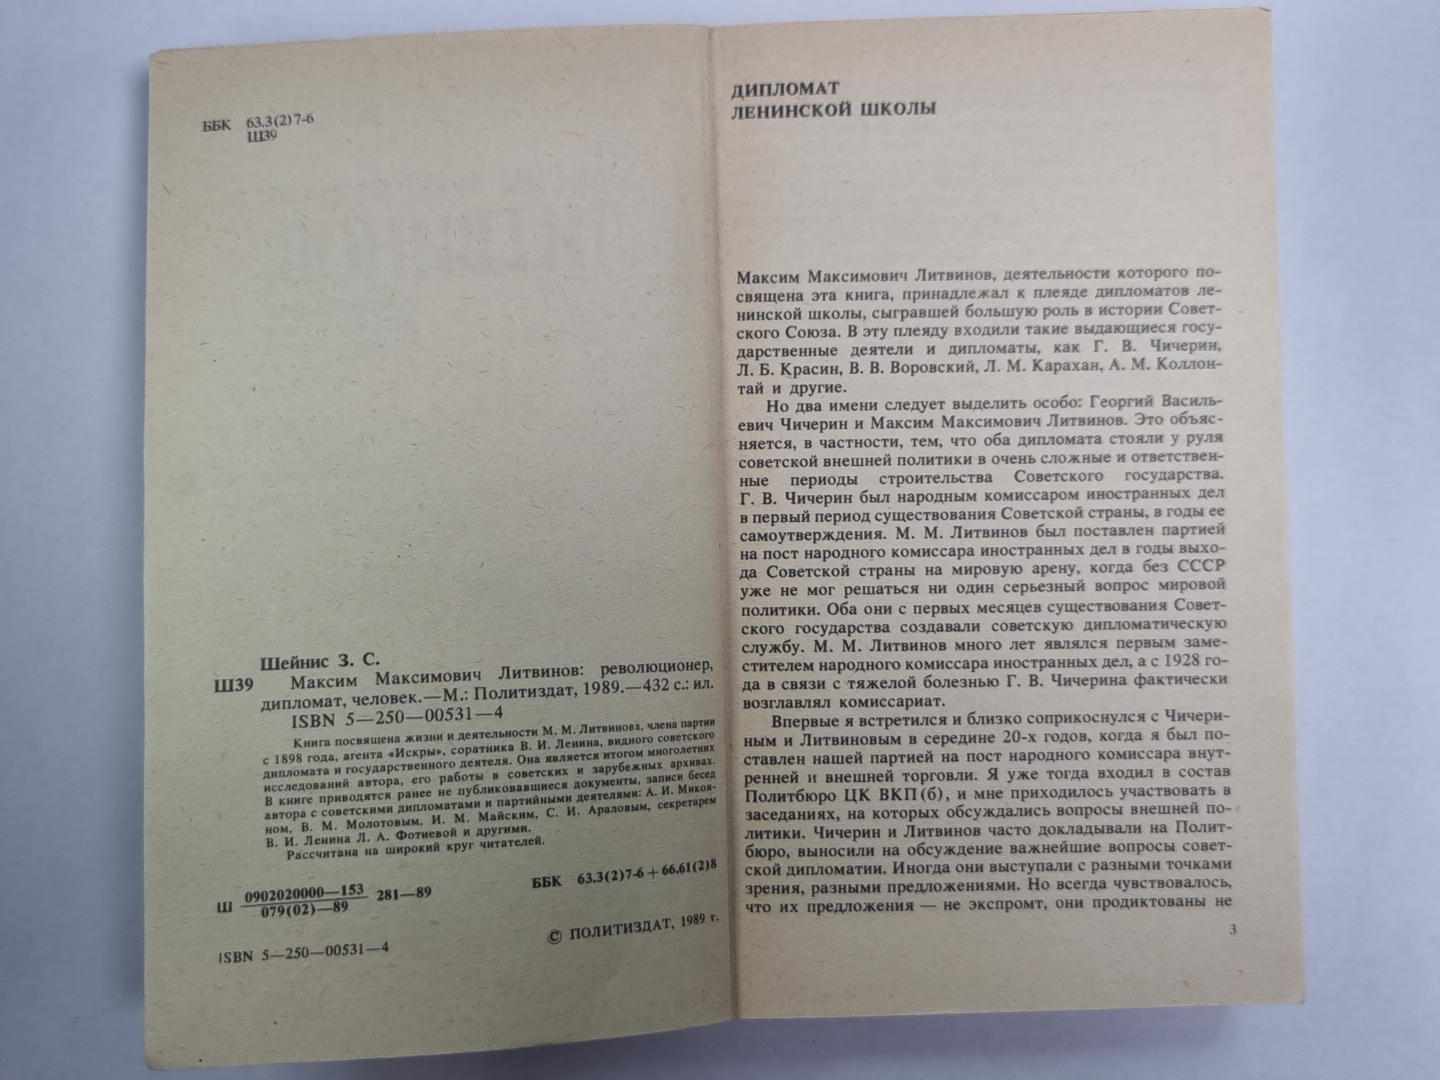 ББК 63.3(2)7-6
Ш39
Шейнис З. С.
Ш39 Максим Максимович Литвинов: революционер,
дипломат, человек.—М.: Политиздат, 1989.—432 с.: ил.
ISBN 5—250—00531—4
Книга посвящена жизни и деятельности М. М. Литвинова, члена партии
с 1898 года, агента «Искры», соратника В. И. Ленина, видного советского
дипломата и государственного деятеля. Она является итогом многолетних
исследований автора, его работы в советских и зарубежных архивах.
В книге приводятся ранее не публиковавшиеся документы, записи бесед
автора с советскими дипломатами и партийными деятелями: А. И. Микоя-
ном, В. М. Молотовым, И. М. Майским, С. И. Араловым, секретарем
В. И. Ленина Л. А. Фотиевой и другими.
Рассчитана на широкий круг читателей.
Ш 0902020000—153 281—89
079(02)—89
ББК 63.3(2)7-6+66.61(2)8
© ПОЛИТИЗДАТ, 1989 г.
ISBN 5—250—00531—4
ДИПЛОМАТ
ЛЕНИНСКОЙ ШКОЛЫ
Максим Максимович Литвинов, деятельности которого по-
священа эта книга, принадлежал к плеяде дипломатов ле-
нинской школы, сыгравшей большую роль в истории Совет-
ского Союза. В эту плеяду входили такие выдающиеся госу-
дарственные деятели и дипломаты, как Г. В. Чичерин,
Л. Б. Красин, В. В. Воровский, Л. М. Карахан, А. М. Коллон-
тай и другие.
Но два имени следует выделить особо: Георгий Василь-
евич Чичерин и Максим Максимович Литвинов. Это объяс-
няется, в частности, тем, что оба дипломата стояли у руля
советской внешней политики в очень сложные и ответствен-
ные периоды строительства Советского государства.
Г. В. Чичерин был народным комиссаром иностранных дел
в первый период существования Советской страны, в годы ее
самоутверждения. М. М. Литвинов был поставлен партией
на пост народного комиссара иностранных дел в годы выхо-
да Советской страны на мировую арену, когда без СССР
уже не мог решаться ни один серьезный вопрос мировой
политики. Оба они с первых месяцев существования Совет-
ского государства создавали советскую дипломатическую
службу. М. М. Литвинов много лет являлся первым заме-
стителем народного комиссара иностранных дел, а с 1928 го-
да в связи с тяжелой болезнью Г. В. Чичерина фактически
возглавлял комиссариат.
Впервые я встретился и близко соприкоснулся с Чичери-
ным и Литвиновым в середине 20-х годов, когда я был по-
ставлен нашей партией на пост народного комиссара внут-
ренней и внешней торговли. Я уже тогда входил в состав
Политбюро ЦК ВКП(б), и мне приходилось участвовать в
заседаниях, на которых обсуждались вопросы внешней по-
литики. Чичерин и Литвинов часто докладывали на Полит-
бюро, выносили на обсуждение важнейшие вопросы совет-
ской дипломатии. Иногда они выступали с разными точками
зрения, разными предложениями. Но всегда чувствовалось,
что их предложения — не экспромт, они продиктованы не
3